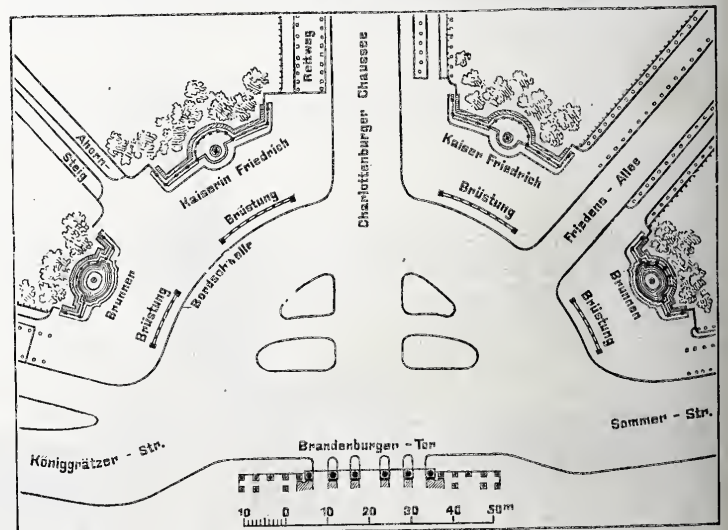 Reitweg
Charlottenburger Chaussee
Ahorn-
Steig
Kaiserin Friedrich
Kaiser Friedrich
Brüstung
Brüstung
Friedens - Allee
Bordschwelle
Brunnen
Brüstung
Brüstung
Brunnen
Königgrätzer - Str.
Brandenburger - Tor
Sommer - Str.
10 0 10 20 30 40 50m